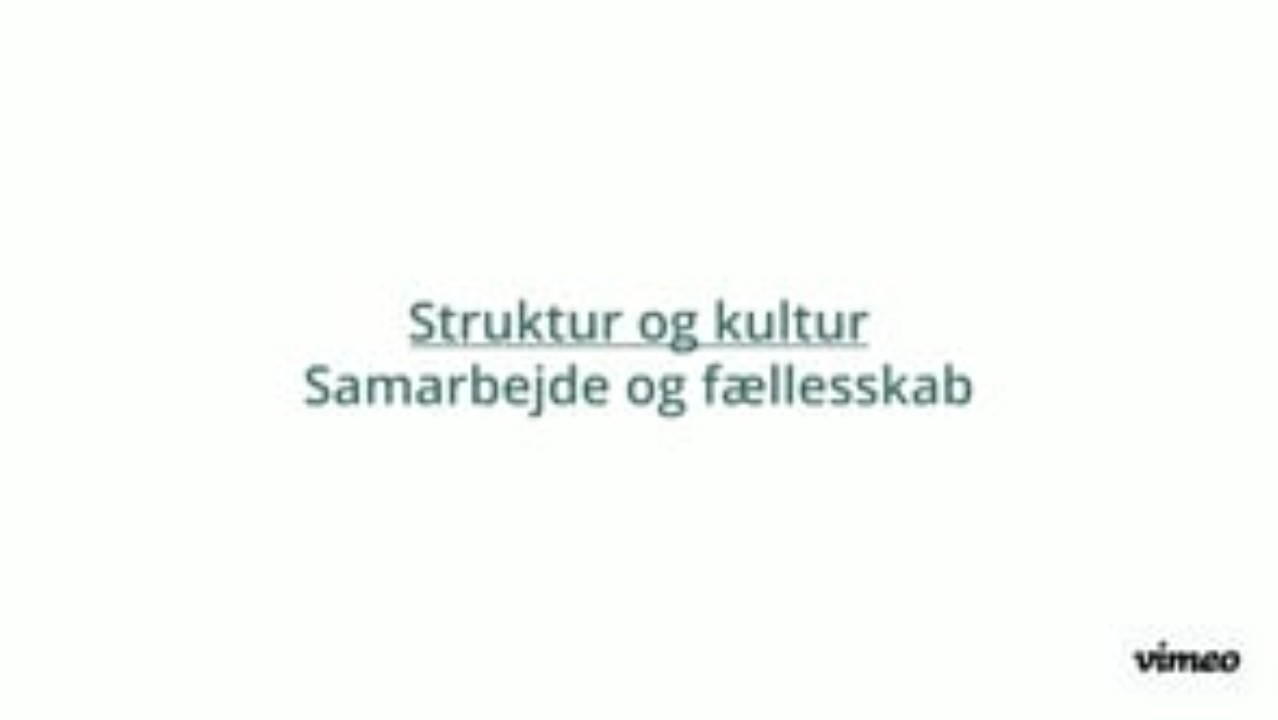 Struktur og kultur
Samarbejde og fællesskab
vimeo